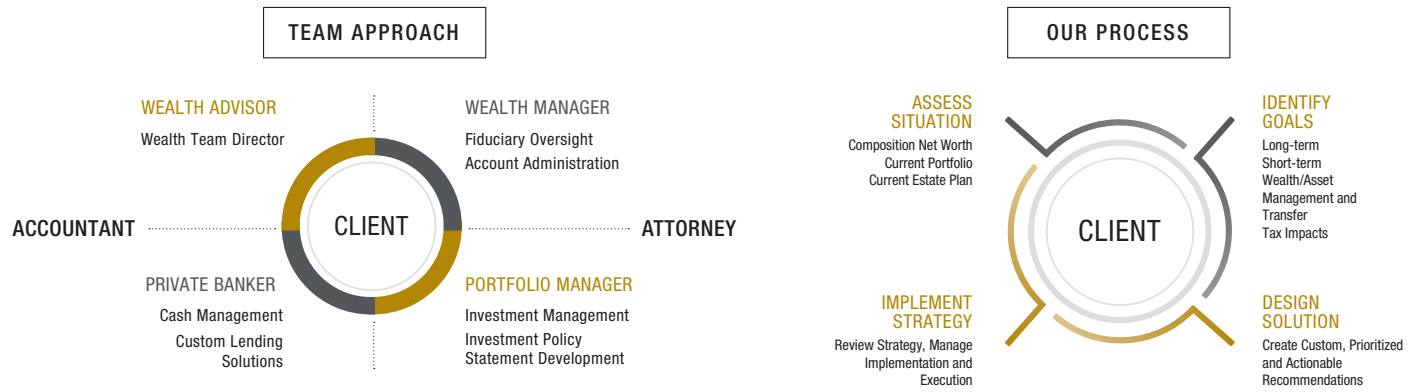 TEAM APPROACH
WEALTH ADVISOR
Wealth Team Director
WEALTH MANAGER
Fiduciary Oversight
Account Administration
ACCOUNTANT
CLIENT
ATTORNEY
PRIVATE BANKER
Cash Management
Custom Lending
Solutions
PORTFOLIO MANAGER
Investment Management
Investment Policy
Statement Development
OUR PROCESS
ASSESS
SITUATION
Composition Net Worth
Current Portfolio
Current Estate Plan
IDENTIFY
GOALS
Long-term
Short-term
Wealth/Asset
Management and
Transfer
Tax Impacts
CLIENT
IMPLEMENT
STRATEGY
Review Strategy, Manage
Implementation and
Execution
DESIGN
SOLUTION
Create Custom, Prioritized
and Actionable
Recommendations